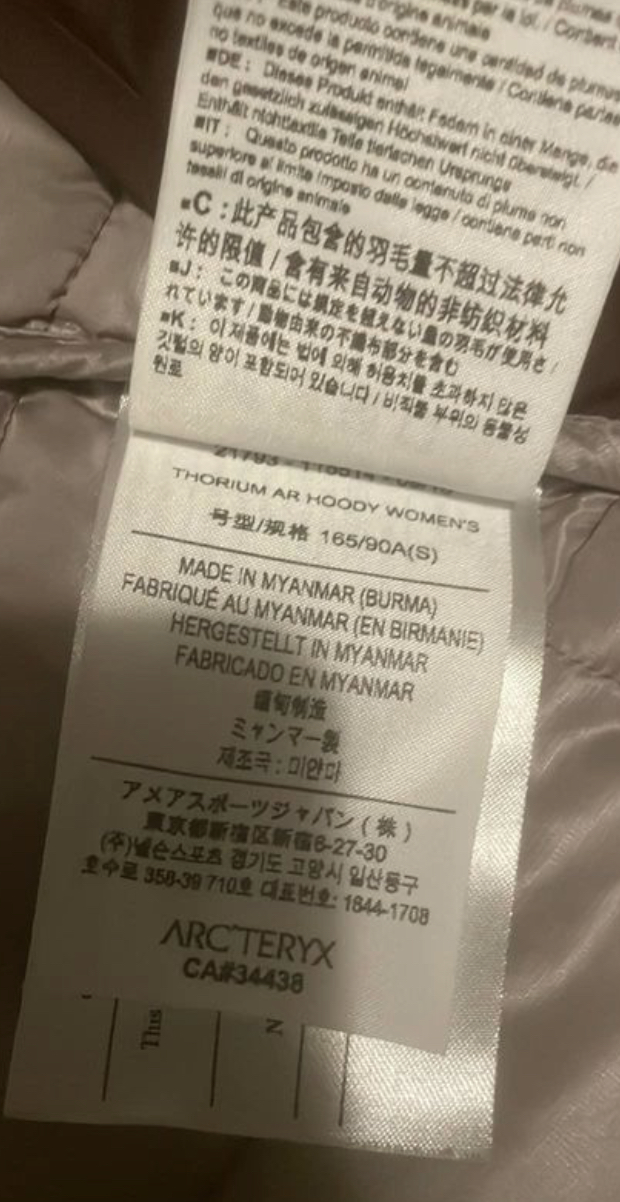 d'origine animale
Este producto contiene una cantidad de plumas
que no excede la permitida legalmente / Contiene partes
no textiles de origen animal
■DE : Dieses Produkt enthält Federn in einer Menge, die
den gesetzlich zulässigen Höchstwert nicht übersteigt. /
Enthält nichttextile Teile tierischen Ursprungs
■IT : Questo prodotto ha un contenuto di piume non
superiore al limite imposto dalla legge / contiene parti non
tessili di origine animale
■C : 此产品包含的羽毛量不超过法律允
许的限值 / 含有来自动物的非纺织材料
■J : この商品には規定を超えない量の羽毛が使用さ
れています / 動物由来の不織布部分を含む
■K : 이 제품에는 법에 의해 허용치를 초과하지 않은
깃털의 양이 포함되어 있습니다 / 비직물 부위의 동물성
원료
THORIUM AR HOODY WOMEN'S
号型/规格 165/90A(S)
MADE IN MYANMAR (BURMA)
FABRIQUÉ AU MYANMAR (EN BIRMANIE)
HERGESTELLT IN MYANMAR
FABRICADO EN MYANMAR
缅甸制造
ミャンマー製
제조국 : 미얀마
アメアスポーツジャパン ( 株 )
東京都新宿区新宿6-27-30
(주)넬슨스포츠 경기도 고양시 일산동구
호수로 358-39 710호 대표번호: 1644-1708
ARC'TERYX
CA#34438
This
N